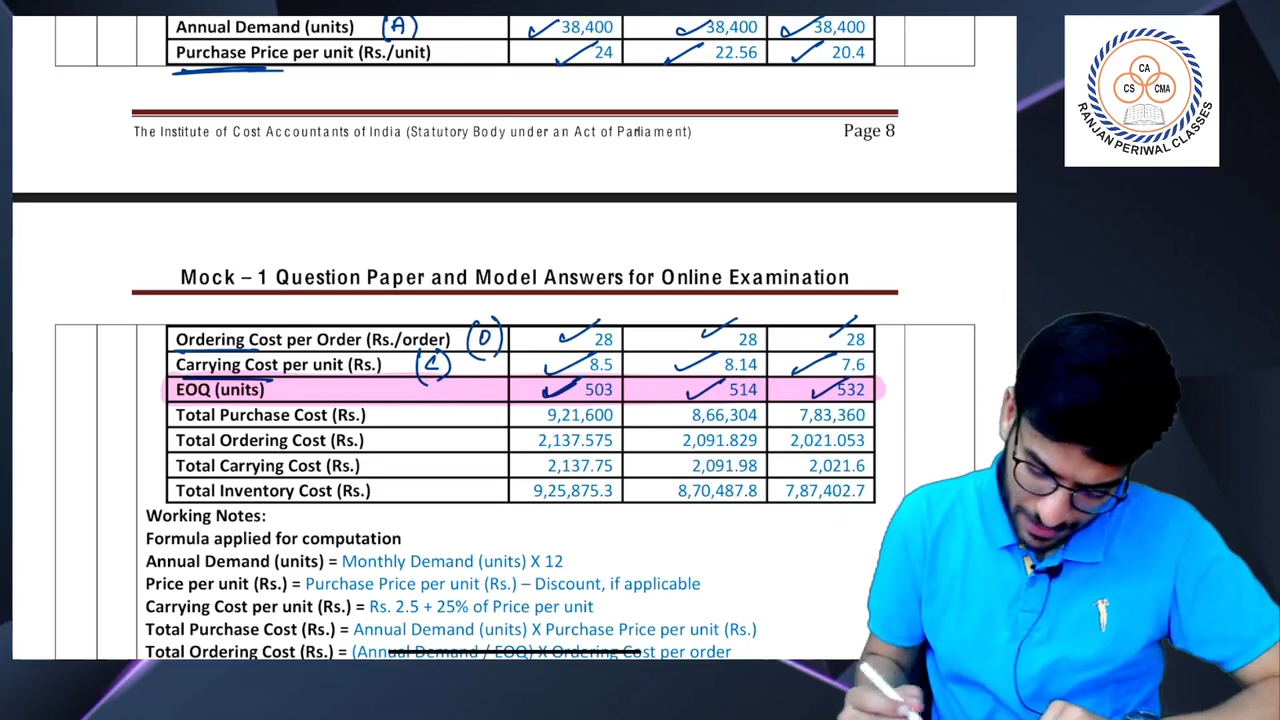 Annual Demand (units) (A) 38,400 38,400 38,400
Purchase Price per unit (Rs./unit) 24 22.56 20.4
The Institute of Cost Accountants of India (Statutory Body under an Act of Parliament) Page 8
Mock – 1 Question Paper and Model Answers for Online Examination
Ordering Cost per Order (Rs./order) (O) 28 28 28
Carrying Cost per unit (Rs.) (C) 8.5 8.14 7.6
EOQ (units) 503 514 532
Total Purchase Cost (Rs.) 9,21,600 8,66,304 7,83,360
Total Ordering Cost (Rs.) 2,137.575 2,091.829 2,021.053
Total Carrying Cost (Rs.) 2,137.75 2,091.98 2,021.6
Total Inventory Cost (Rs.) 9,25,875.3 8,70,487.8 7,87,402.7
Working Notes:
Formula applied for computation
Annual Demand (units) = Monthly Demand (units) X 12
Price per unit (Rs.) = Purchase Price per unit (Rs.) – Discount, if applicable
Carrying Cost per unit (Rs.) = Rs. 2.5 + 25% of Price per unit
Total Purchase Cost (Rs.) = Annual Demand (units) X Purchase Price per unit (Rs.)
Total Ordering Cost (Rs.) = (Annual Demand / EOQ) X Ordering Cost per order
CA
CS
CMA
RANJAN PERIWAL CLASSES